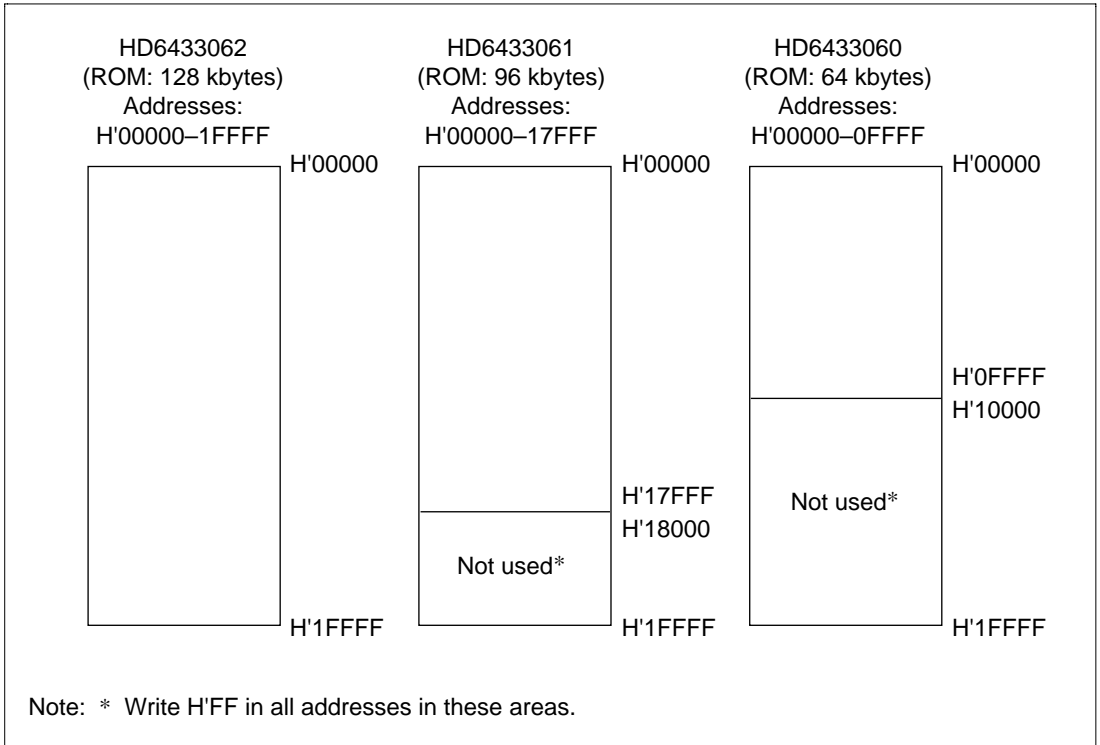 HD6433062
(ROM: 128 kbytes)
Addresses:
H'00000–1FFFF
H'00000
H'1FFFF
HD6433061
(ROM: 96 kbytes)
Addresses:
H'00000–17FFF
H'00000
H'17FFF
H'18000
Not used*
H'1FFFF
HD6433060
(ROM: 64 kbytes)
Addresses:
H'00000–0FFFF
H'00000
H'0FFFF
H'10000
Not used*
H'1FFFF
Note: * Write H'FF in all addresses in these areas.